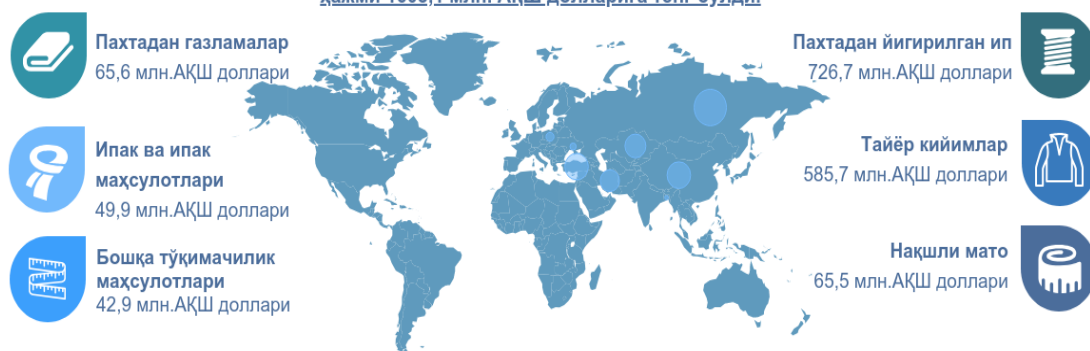 Пахтадан газламалар
65,6 млн.АҚШ доллари
Ипак ва ипак
маҳсулотлари
49,9 млн.АҚШ доллари
Бошқа тўқимачилик
маҳсулотлари
42,9 млн.АҚШ доллари
Пахтадан йигирилган ип
726,7 млн.АҚШ доллари
Тайёр кийимлар
585,7 млн.АҚШ доллари
Нақшли мато
65,5 млн.АҚШ доллари